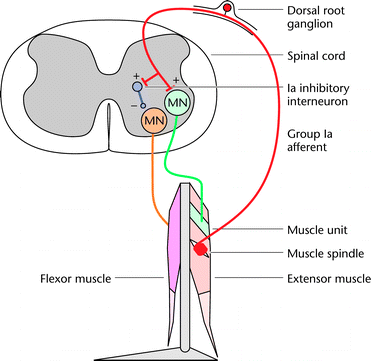 Dorsal root
ganglion
Spinal cord
+
+
Ia inhibitory
interneuron
MN
−
MN
Group Ia
afferent
Muscle unit
Muscle spindle
Flexor muscle
Extensor muscle